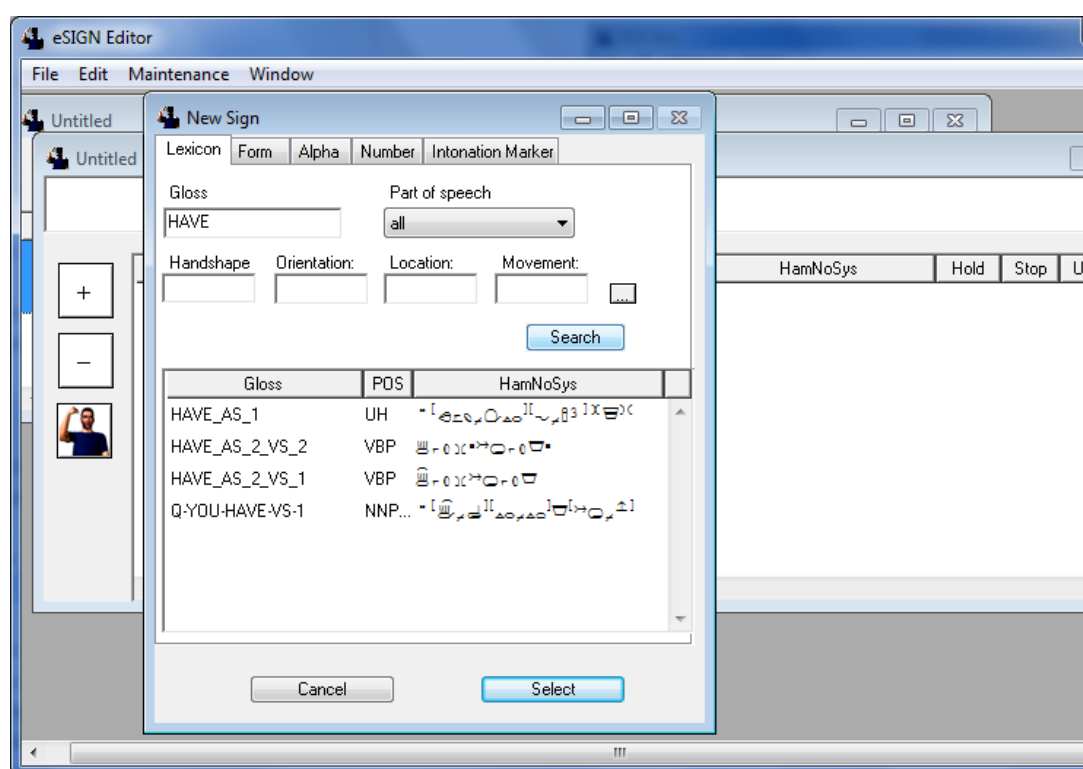 eSIGN Editor
File Edit Maintenance Window
Untitled
New Sign
Untitled
Lexicon Form Alpha Number Intonation Marker
Gloss Part of speech
HAVE all
Handshape Orientation: Location: Movement:
...
Search
HamNoSys Hold Stop U
+
–
Gloss POS HamNoSys
HAVE_AS_1 UH
HAVE_AS_2_VS_2 VBP
HAVE_AS_2_VS_1 VBP
Q-YOU-HAVE-VS-1 NNP...
Cancel Select